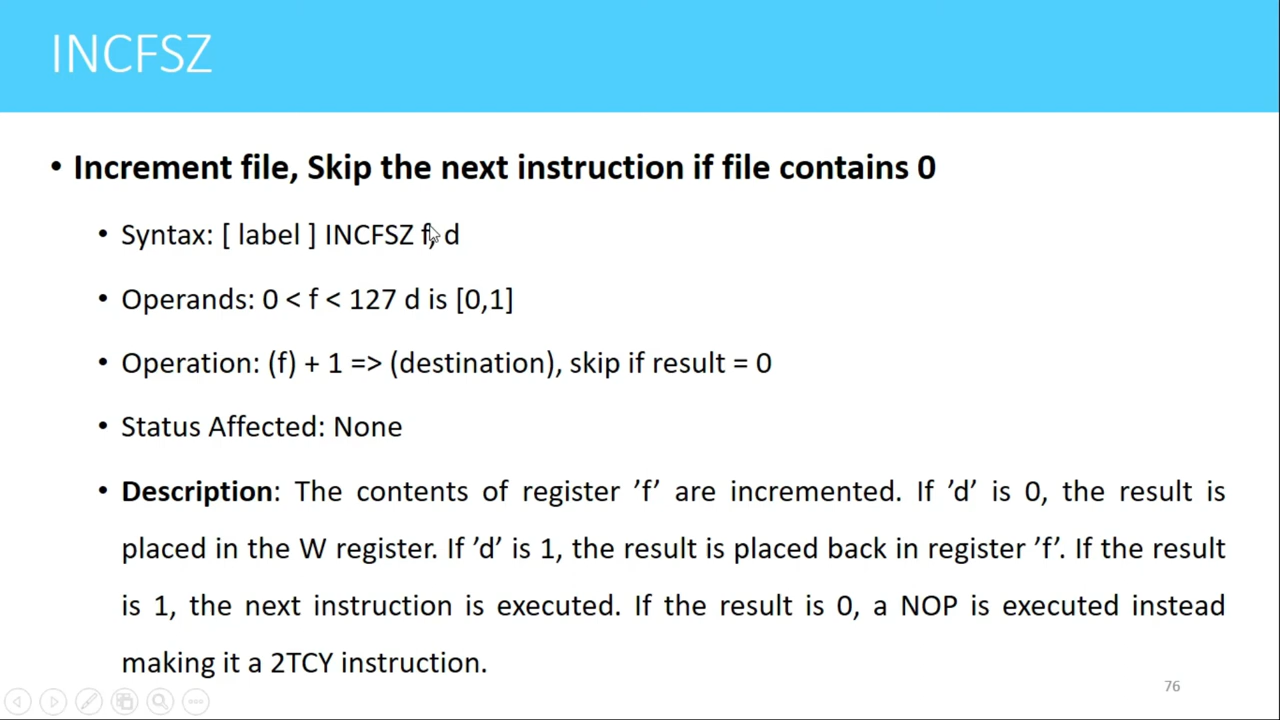 INCFSZ
• Increment file, Skip the next instruction if file contains 0
• Syntax: [ label ] INCFSZ f, d
• Operands: 0 < f < 127 d is [0,1]
• Operation: (f) + 1 => (destination), skip if result = 0
• Status Affected: None
• Description: The contents of register ’f’ are incremented. If ’d’ is 0, the result is
placed in the W register. If ’d’ is 1, the result is placed back in register ’f’. If the result
is 1, the next instruction is executed. If the result is 0, a NOP is executed instead
making it a 2TCY instruction.
76